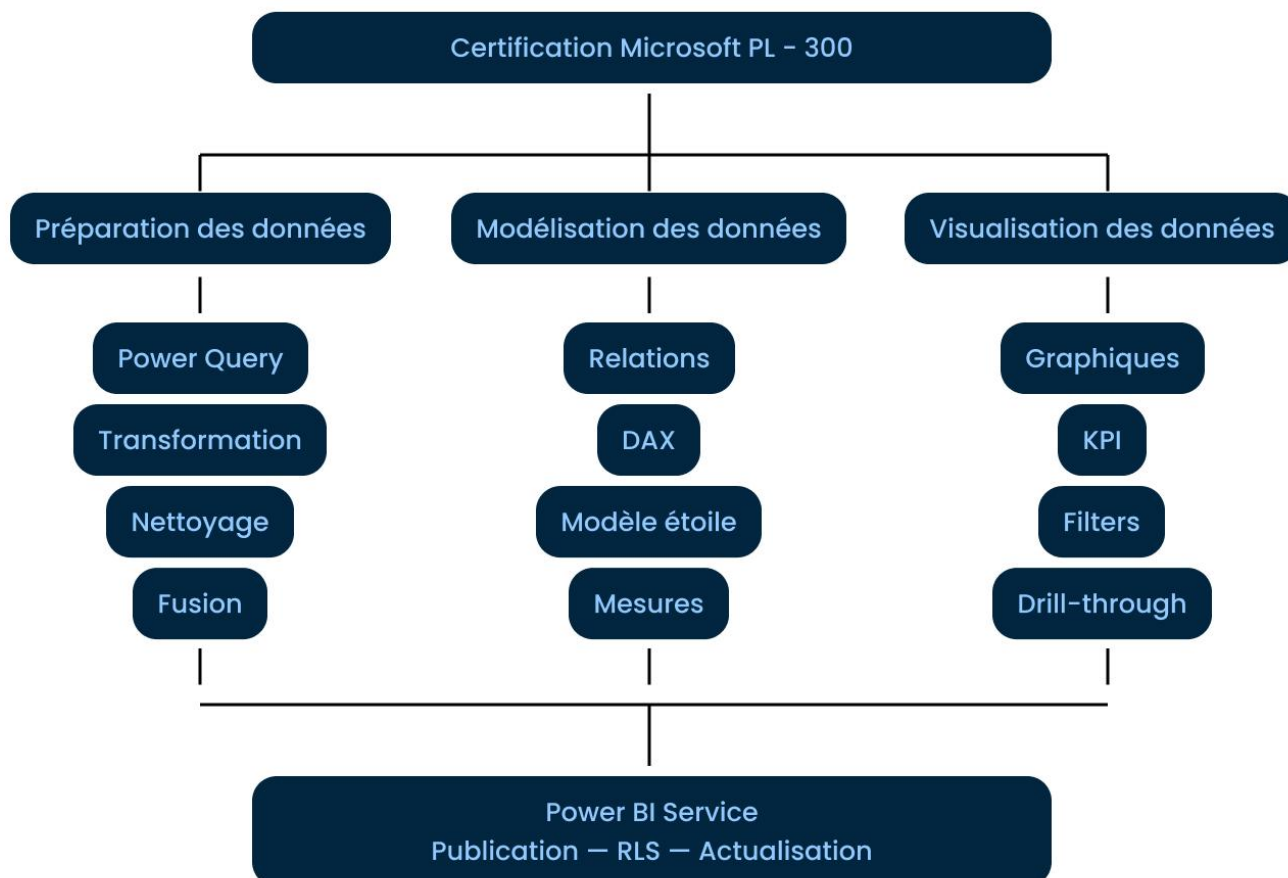 Certification Microsoft PL - 300
Préparation des données
Modélisation des données
Visualisation des données
Power Query
Relations
Graphiques
Transformation
DAX
KPI
Nettoyage
Modèle étoile
Filters
Fusion
Mesures
Drill-through
Power BI Service
Publication — RLS — Actualisation